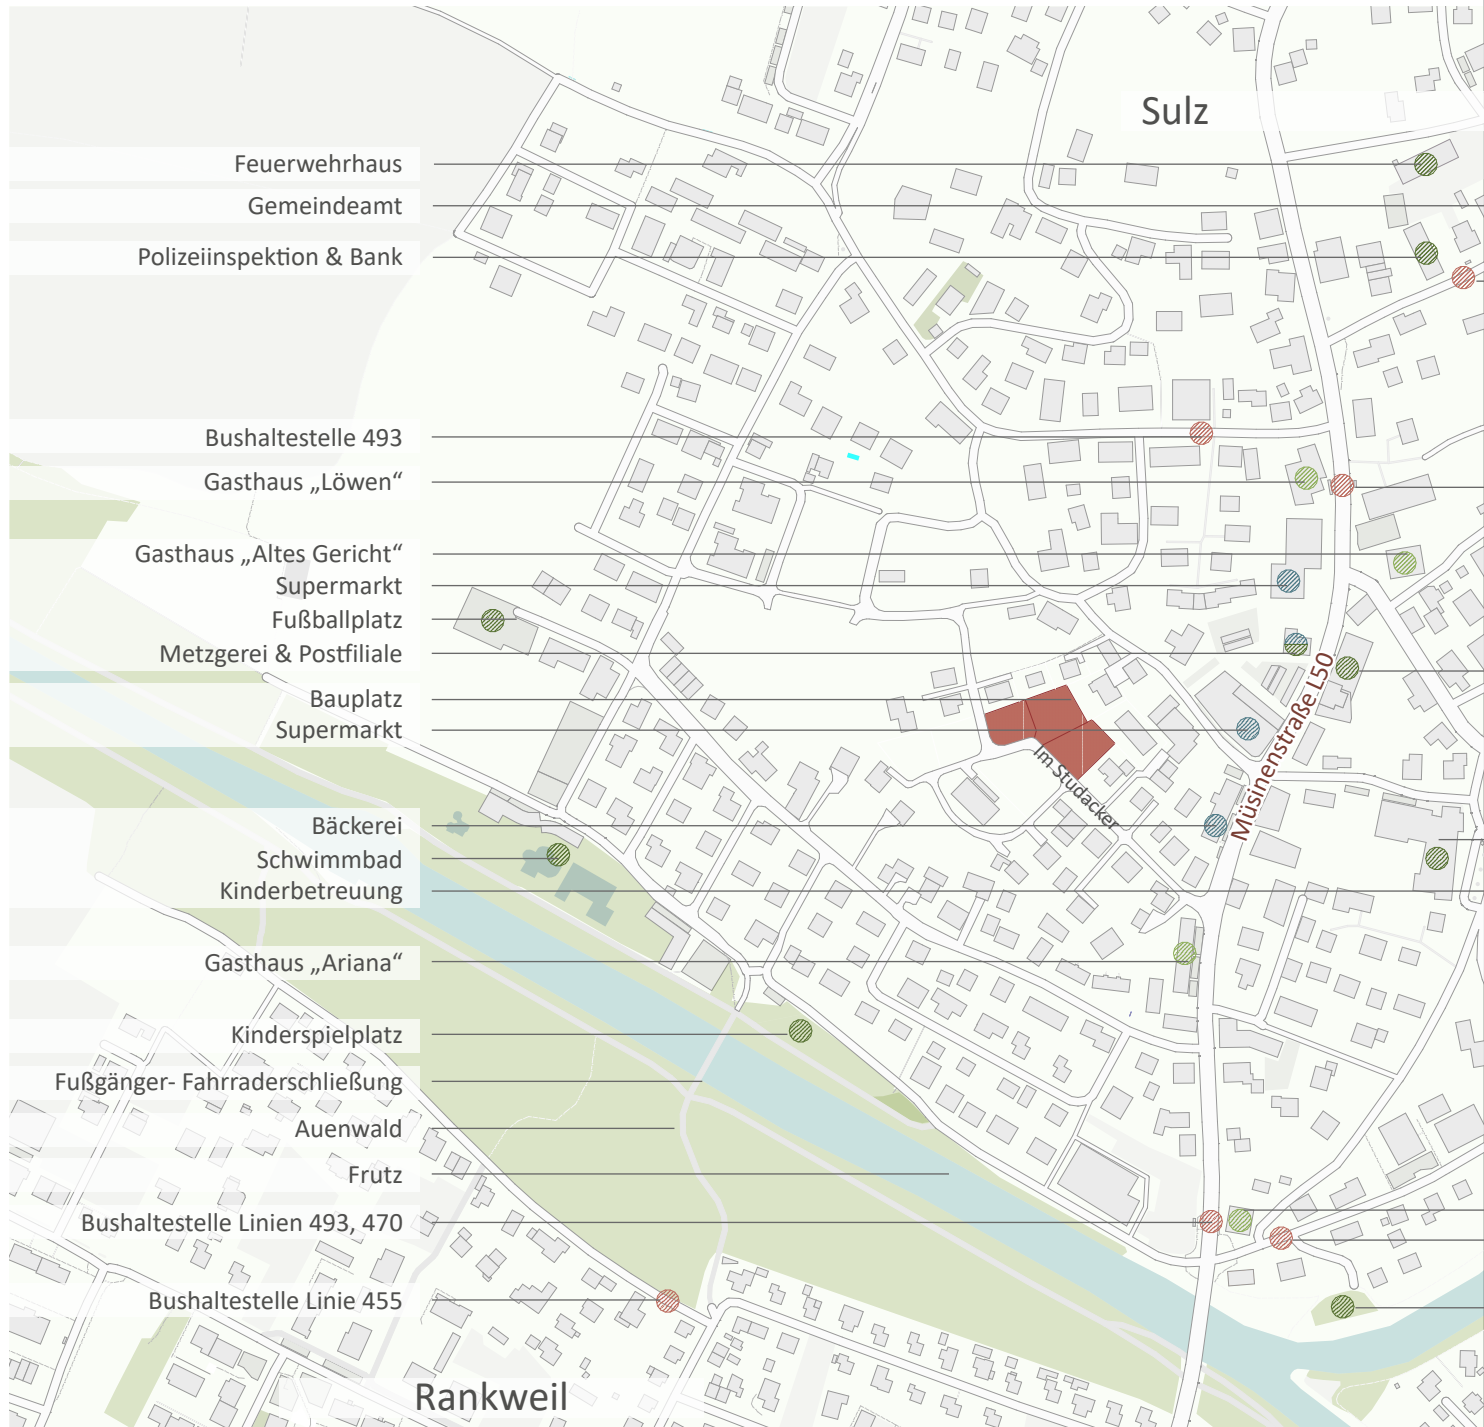 Sulz
Feuerwehrhaus
Gemeindeamt
Polizeiinspektion & Bank
Bushaltestelle 493
Gasthaus „Löwen“
Gasthaus „Altes Gericht“
Supermarkt
Fußballplatz
Metzgerei & Postfiliale
Bauplatz
Supermarkt
Müsinenstraße L50
Im Studacker
Bäckerei
Schwimmbad
Kinderbetreuung
Gasthaus „Ariana“
Kinderspielplatz
Fußgänger- Fahrraderschließung
Auenwald
Frutz
Bushaltestelle Linien 493, 470
Bushaltestelle Linie 455
Rankweil